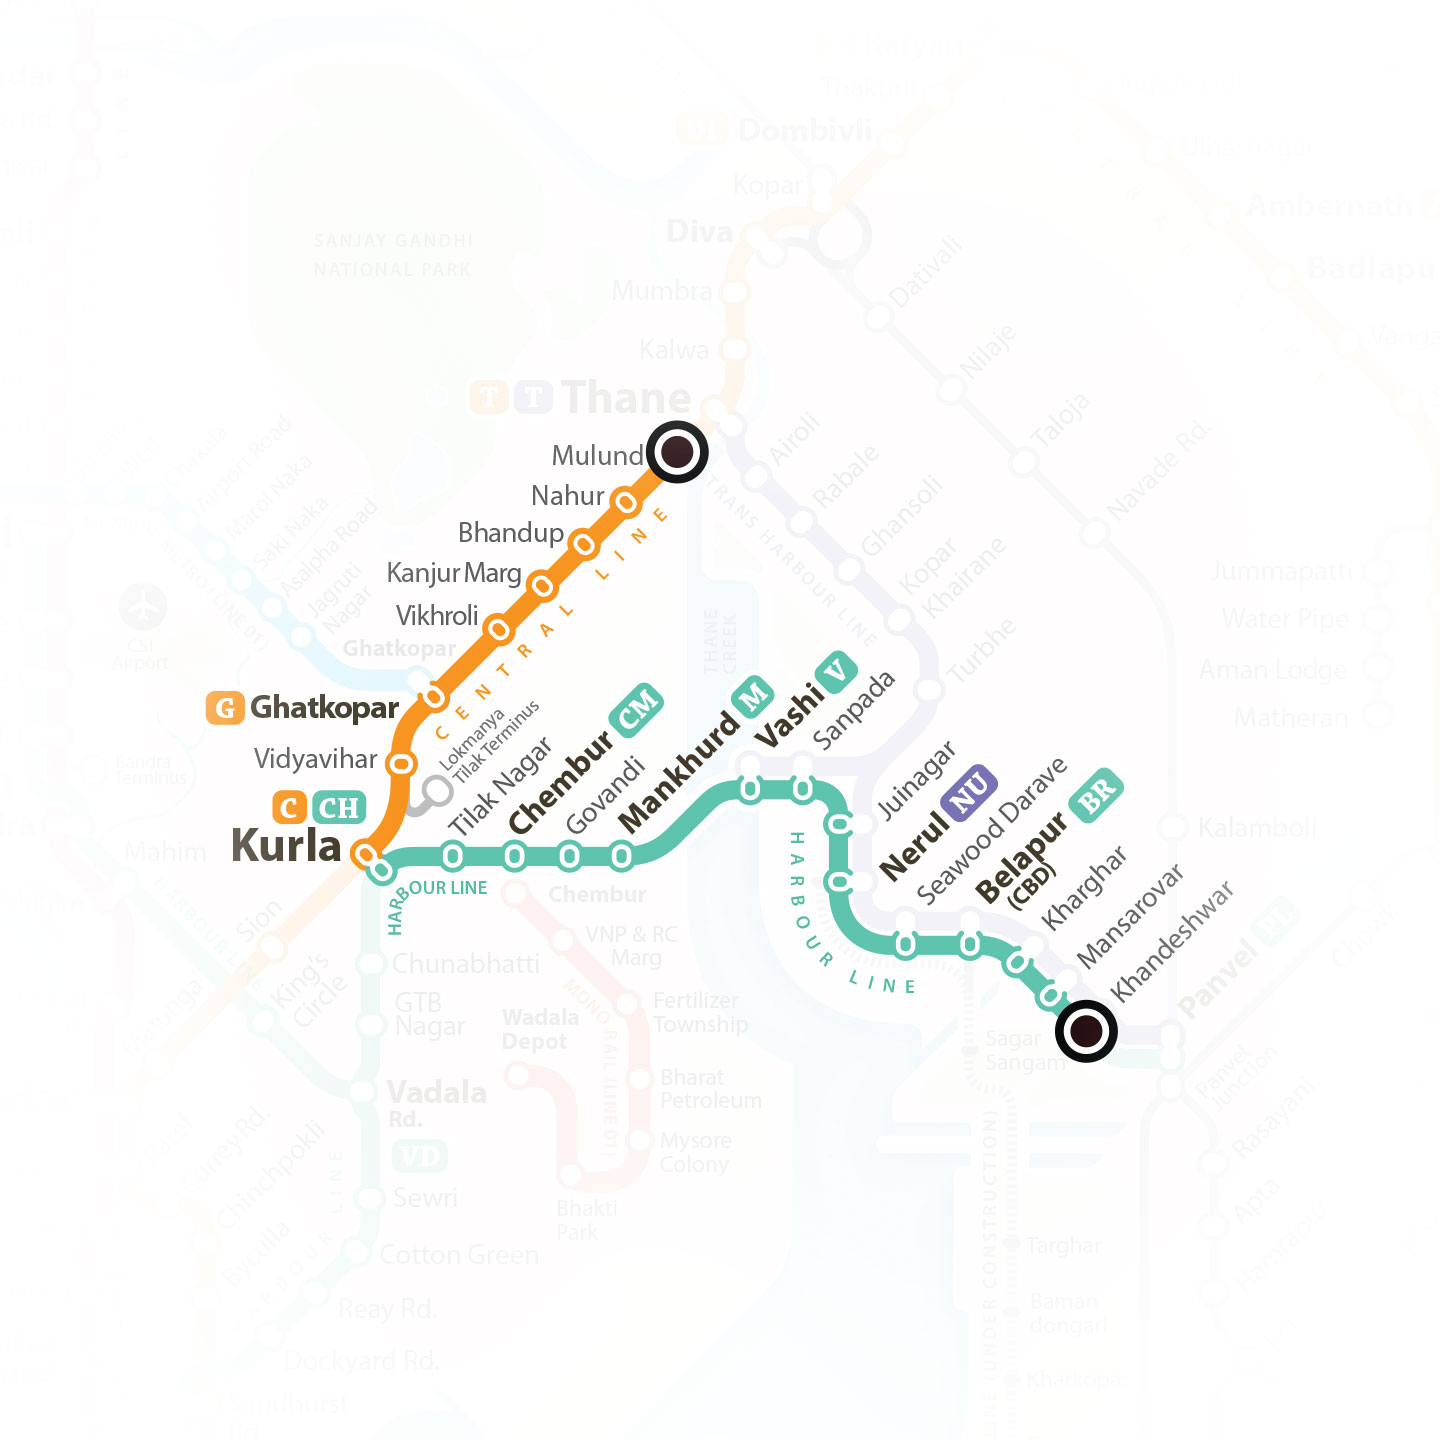 Kalyan
Thakurli
DI Dombivli
Kopar
Ulhasnagar
Ambernath
Diva
SANJAY GANDHI
NATIONAL PARK
Badlapu
Dativali
Mumbra
Vanga
Kalwa
Nilaje
T T Thane
Taloja
Navade Rd.
Airoli
Rabale
Ghansoli
Kopar
Khairane
Turbhe
TRANS HARBOUR LINE
Mulund
Nahur
Bhandup
Kanjur Marg
Vikhroli
CENTRAL LINE
Chakala
Airport Road
Marol Naka
Saki Naka
Asalpha Road
Jagruti
Nagar
METRO (LINE 01)
CSI
Airport
Ghatkopar
THANE
CREEK
Jummapatti
Water Pipe
Aman Lodge
Matheran
G Ghatkopar
Vidyavihar
Lokmanya
Tilak Terminus
Bandra
Terminus
C CH
Kurla
Tilak Nagar
Chembur CM
Govandi
Mankhurd M
Vashi V
Sanpada
Juinagar
Nerul NU
Seawood Darave
Belapur BR
(CBD)
Kharghar
Mansarovar
Khandeshwar
Panvel
Kalamboli
HARBOUR LINE
HARBOUR LINE
HARBOUR LINE
Mahim
Sion
King's
Circle
Matunga
Chunabhatti
GTB
Nagar
Chembur
VNP & RC
Marg
Fertilizer
Township
MONO RAIL (LINE 01)
Wadala
Depot
Bharat
Petroleum
Mysore
Colony
Bhakti
Park
Vadala
Rd.
VD
Sewri
Cotton Green
Reay Rd.
Dockyard Rd.
Sandhurst
Rd.
Parel
Currey Rd.
Chinchpokli
Byculla
Sagar
Sangam
Panvel
Junction
Rasayani
Apta
Hamrapur
LINE (UNDER CONSTRUCTION)
Targhar
Baman
dongari
Kharkopar